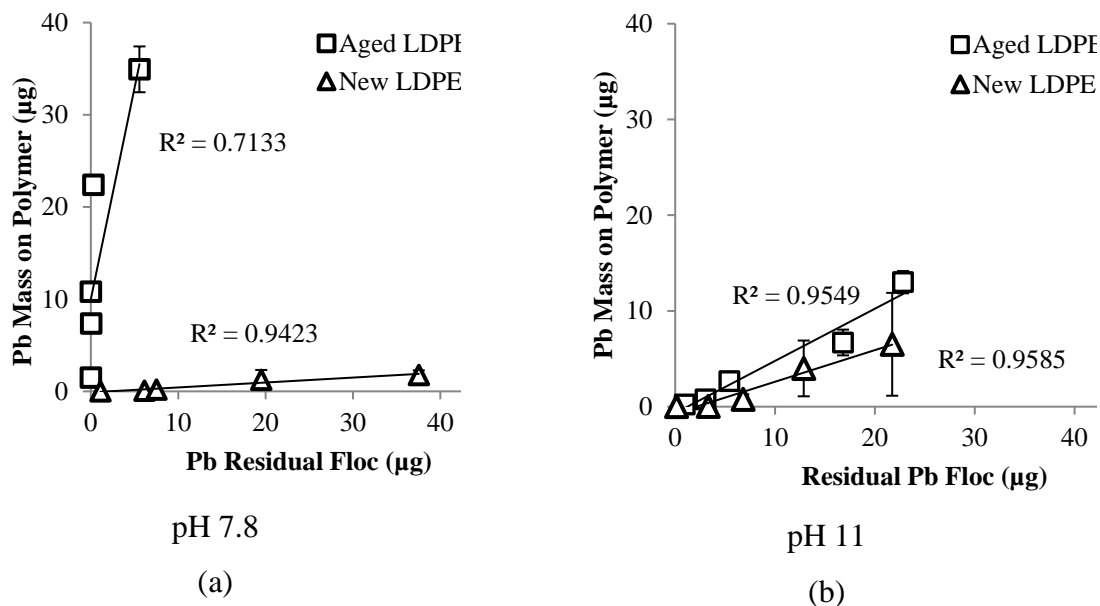 40
30
20
10
0
Pb Mass on Polymer (µg)
Aged LDPE
New LDPE
R² = 0.7133
R² = 0.9423
0 10 20 30 40
Pb Residual Floc (µg)
pH 7.8
(a)
40
30
20
10
0
Pb Mass on Polymer (µg)
Aged LDPE
New LDPE
R² = 0.9549
R² = 0.9585
0 10 20 30 40
Residual Pb Floc (µg)
pH 11
(b)